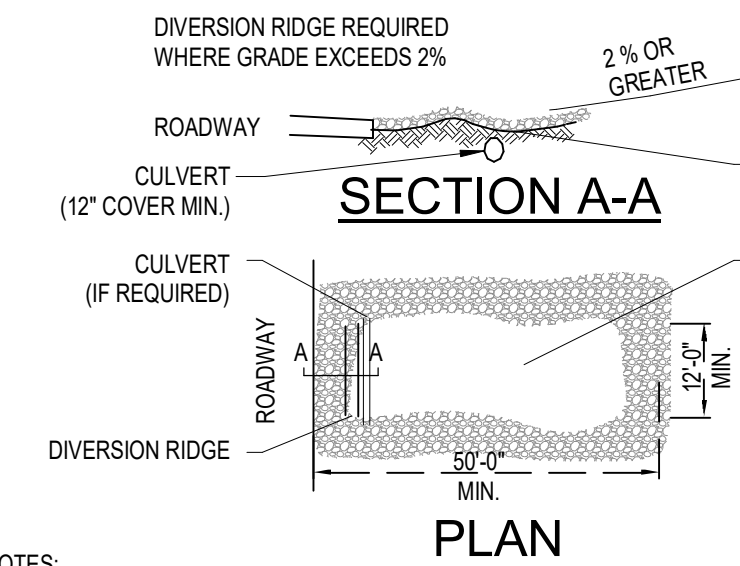 DIVERSION RIDGE REQUIRED
WHERE GRADE EXCEEDS 2%
2 % OR
GREATER
ROADWAY
CULVERT
(12" COVER MIN.)
SECTION A-A
CULVERT
(IF REQUIRED)
ROADWAY
A
A
12'-0"
MIN.
DIVERSION RIDGE
50'-0"
MIN.
PLAN
OTES: